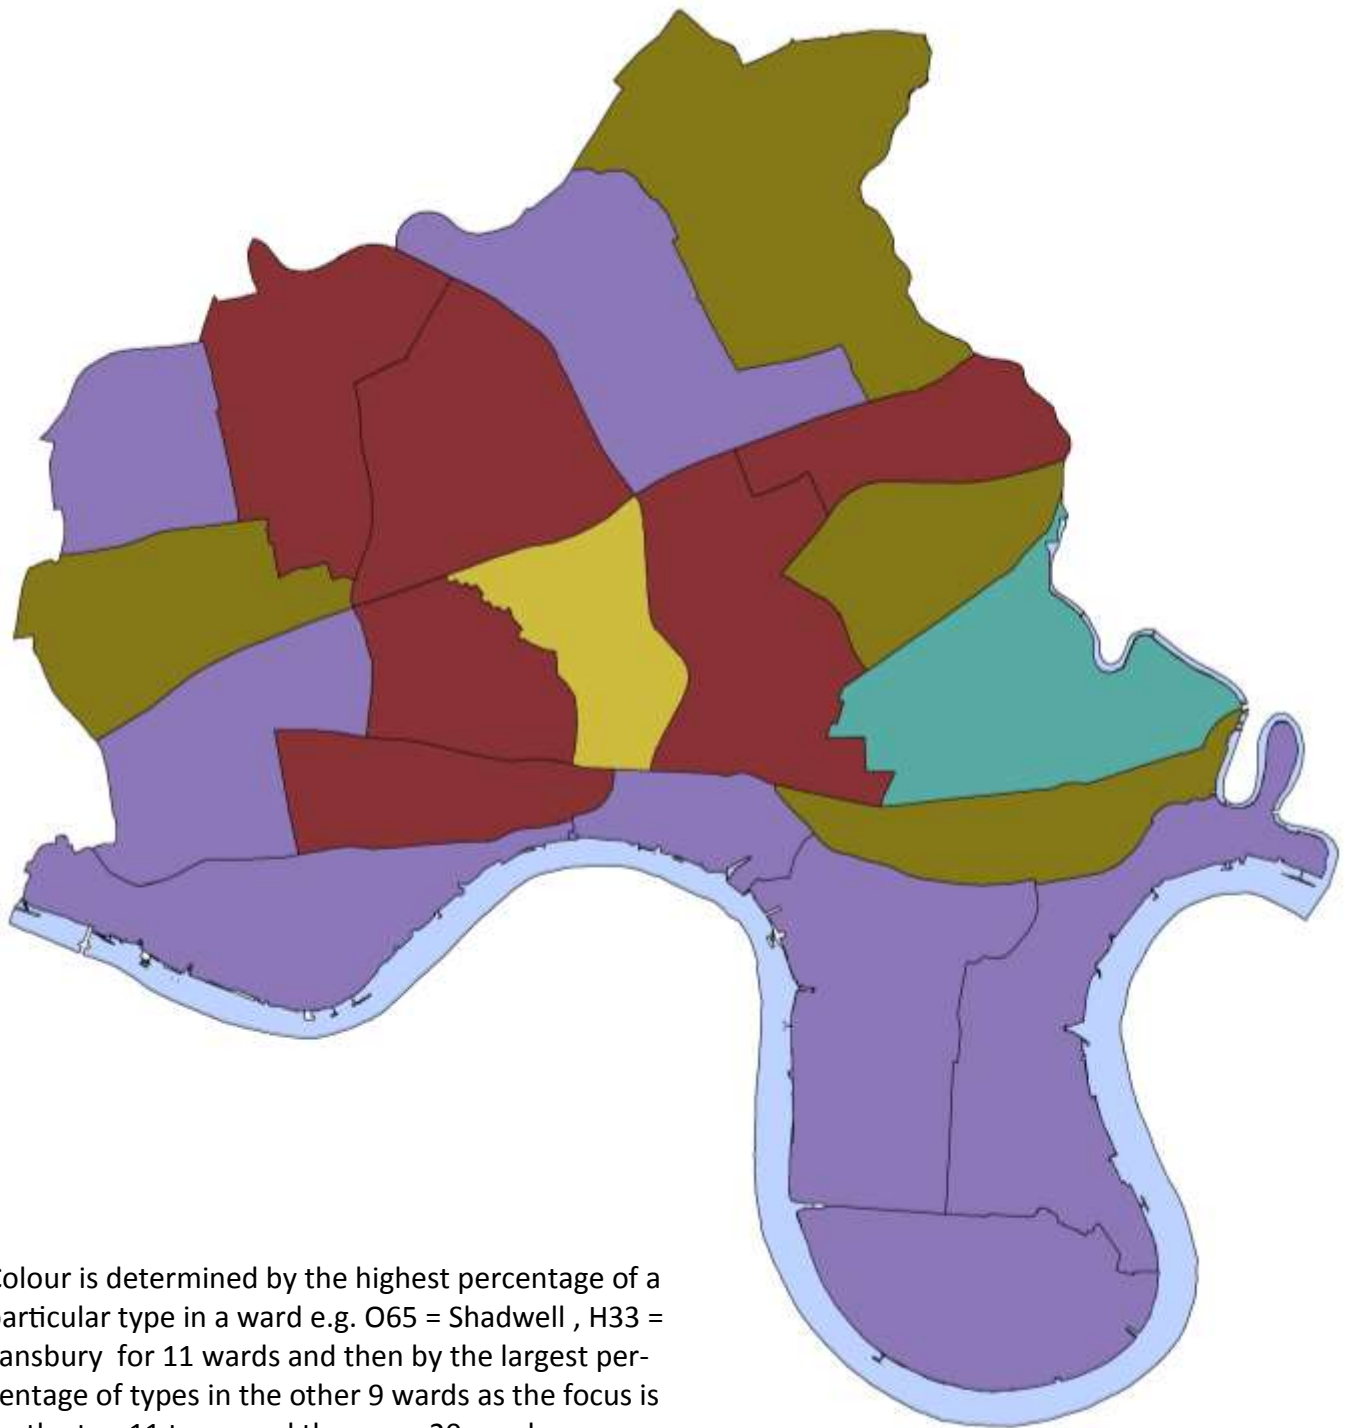 olour is determined by the highest percentage of a
articular type in a ward e.g. O65 = Shadwell , H33 =
ansbury for 11 wards and then by the largest per-
entage of types in the other 9 wards as the focus is